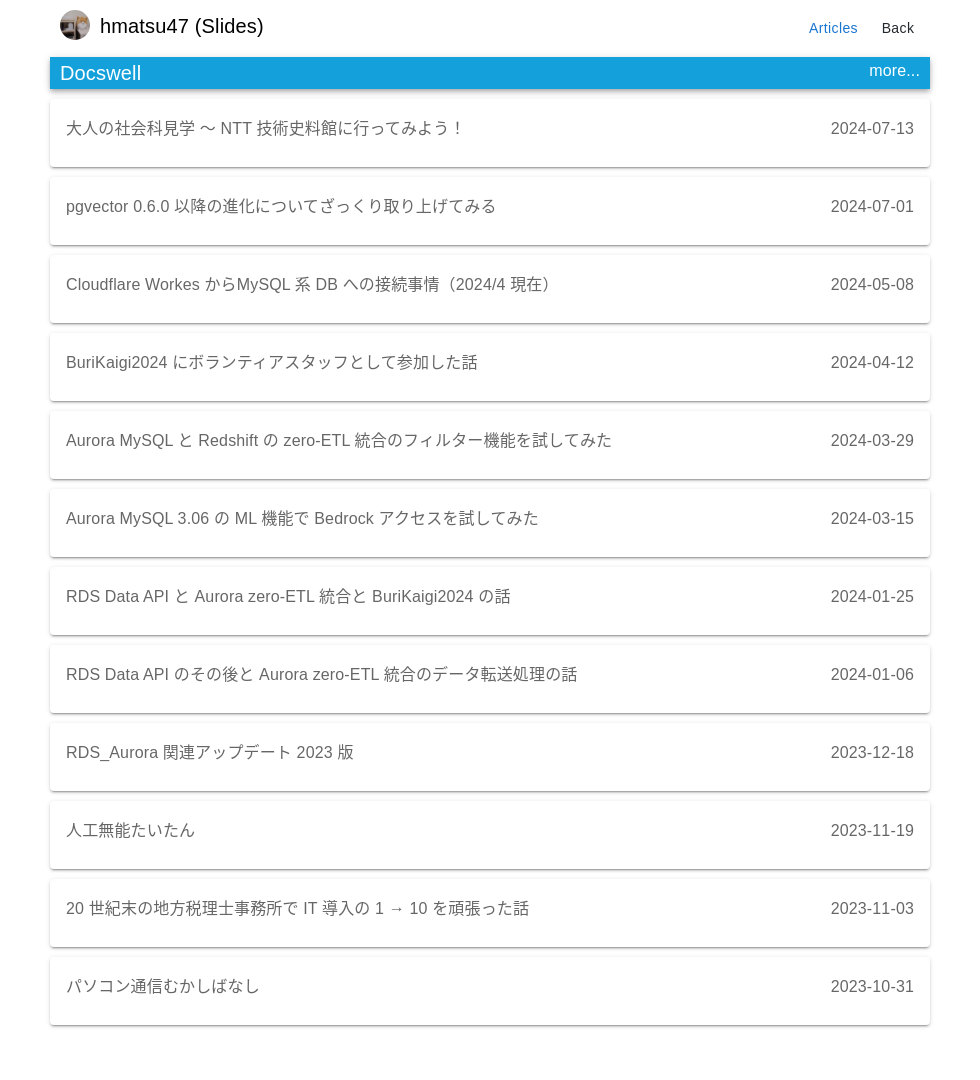 hmatsu47 (Slides)
Articles
Back
Docswell
more...
大人の社会科見学 〜 NTT 技術史料館に行ってみよう！
2024-07-13
pgvector 0.6.0 以降の進化についてざっくり取り上げてみる
2024-07-01
Cloudflare Workes からMySQL 系 DB への接続事情（2024/4 現在）
2024-05-08
BuriKaigi2024 にボランティアスタッフとして参加した話
2024-04-12
Aurora MySQL と Redshift の zero-ETL 統合のフィルター機能を試してみた
2024-03-29
Aurora MySQL 3.06 の ML 機能で Bedrock アクセスを試してみた
2024-03-15
RDS Data API と Aurora zero-ETL 統合と BuriKaigi2024 の話
2024-01-25
RDS Data API のその後と Aurora zero-ETL 統合のデータ転送処理の話
2024-01-06
RDS_Aurora 関連アップデート 2023 版
2023-12-18
人工無能たいたん
2023-11-19
20 世紀末の地方税理士事務所で IT 導入の 1 → 10 を頑張った話
2023-11-03
パソコン通信むかしばなし
2023-10-31